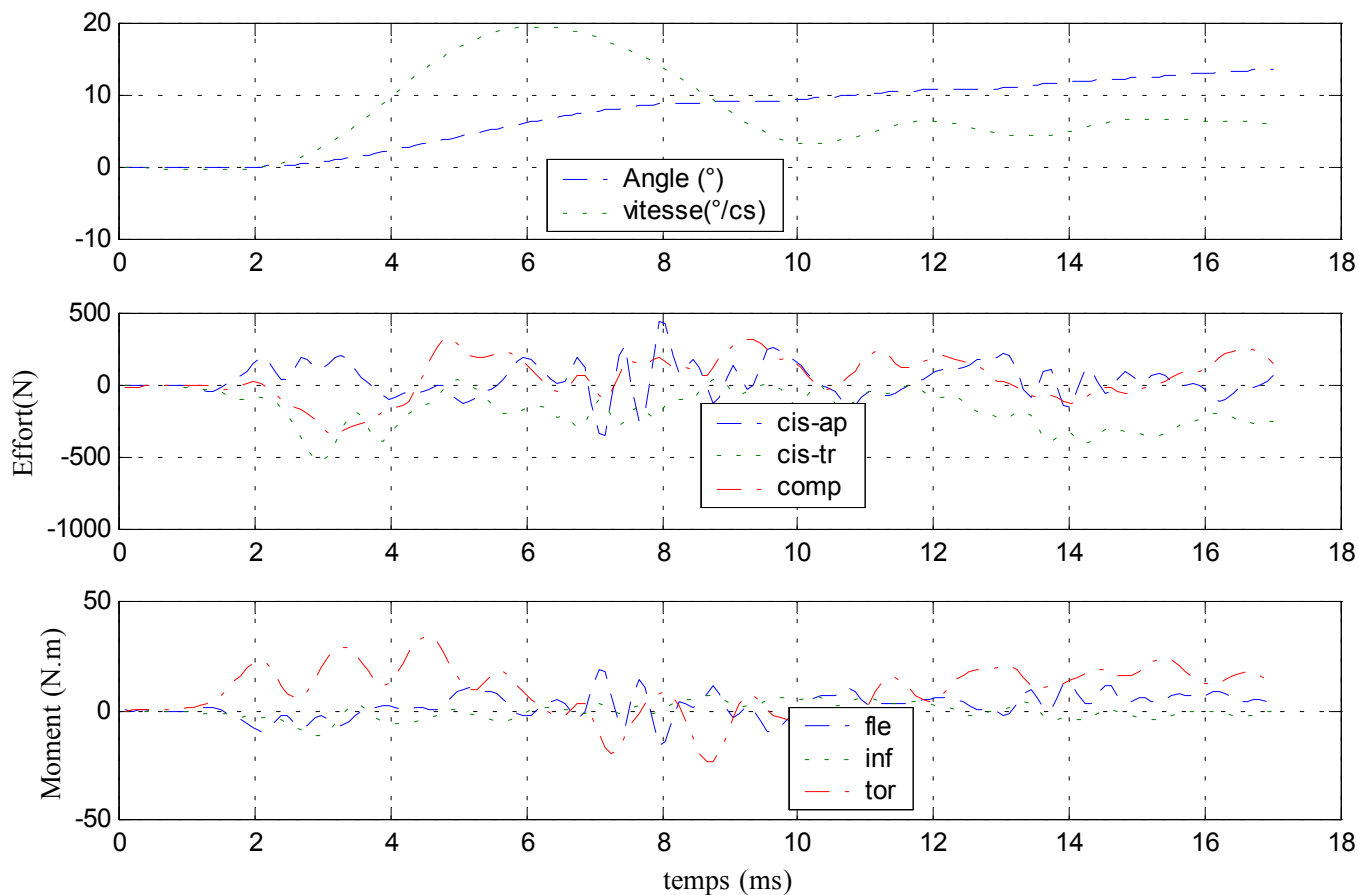 20
10
0
-10
0 2 4 6 8 10 12 14 16 18
Angle (°)
vitesse(°/cs)
Effort(N)
500
0
-500
-1000
0 2 4 6 8 10 12 14 16 18
cis-ap
cis-tr
comp
Moment (N.m)
50
0
-50
0 2 4 6 8 10 12 14 16 18
fle
inf
tor
temps (ms)